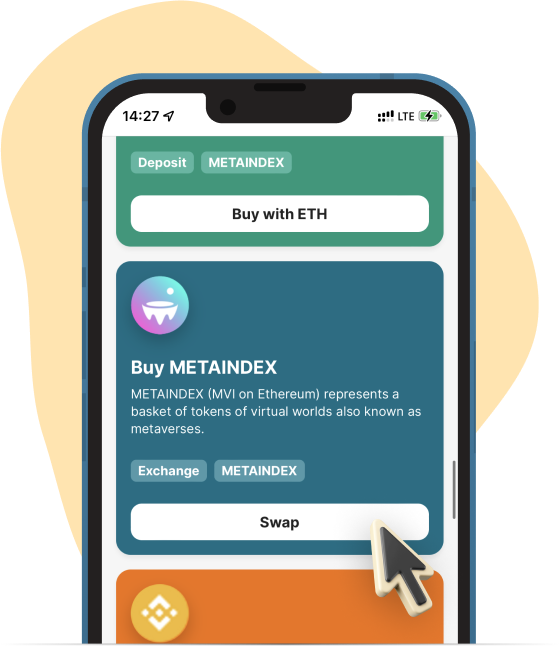 14:27 LTE
Deposit METAINDEX
Buy with ETH
Buy METAINDEX
METAINDEX (MVI on Ethereum) represents a
basket of tokens of virtual worlds also known as
metaverses.
Exchange METAINDEX
Swap